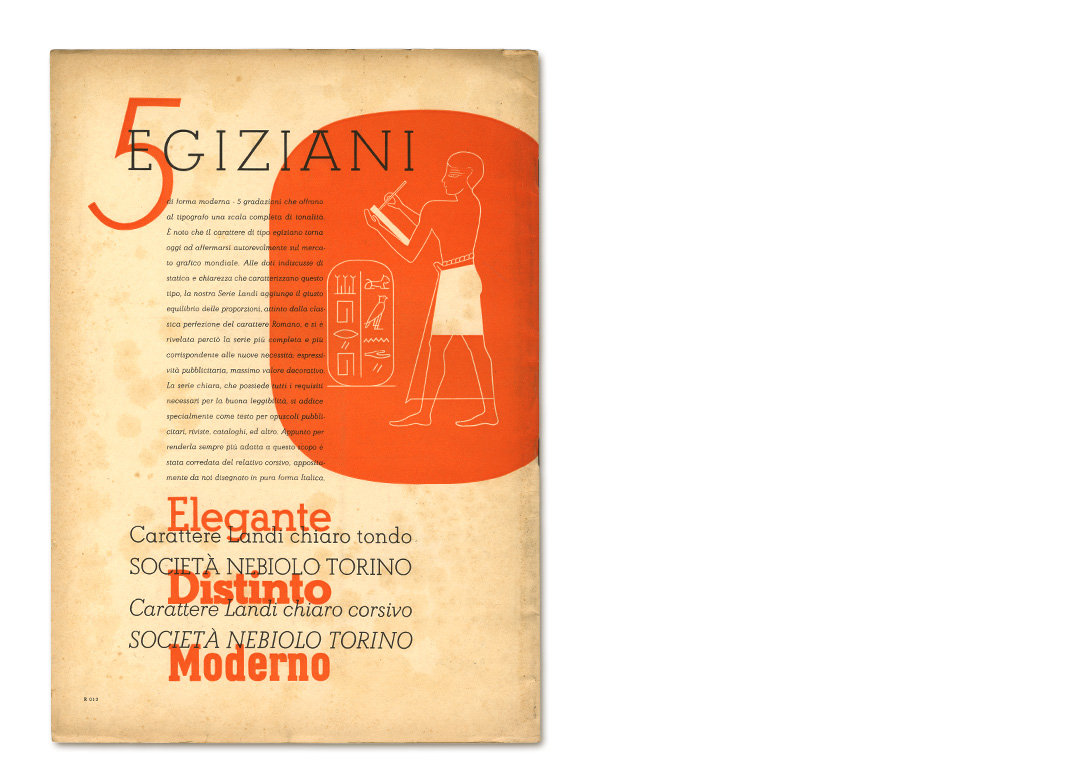 5 EGIZIANI
di forma moderna - 5 gradazioni che offrono
al tipografo una scala completa di tonalità.
È noto che il carattere di tipo egiziano torna
oggi ad affermarsi autorevolmente sul merca-
to grafico mondiale. Alle doti indiscusse di
statica e chiarezza che caratterizzano questo
tipo, la nostra Serie Landi aggiunge il giusto
equilibrio delle proporzioni, attinto dalla clas-
sica perfezione del carattere Romano, e si è
rivelata perciò la serie più completa e più
corrispondente alle nuove necessità, espressi-
vità pubblicitaria, massimo valore decorativo.
La serie chiara, che possiede tutti i requisiti
necessari per la buona leggibilità, si addice
specialmente come testo per opuscoli pubbli-
citari, riviste, cataloghi, ed altro. Appunto per
renderla sempre più adatta a questo scopo è
stata corredata del relativo corsivo, apposita-
mente da noi disegnato in pura forma Italica.
Elegante
Carattere Landi chiaro tondo
SOCIETÀ NEBIOLO TORINO
Distinto
Carattere Landi chiaro corsivo
SOCIETÀ NEBIOLO TORINO
Moderno